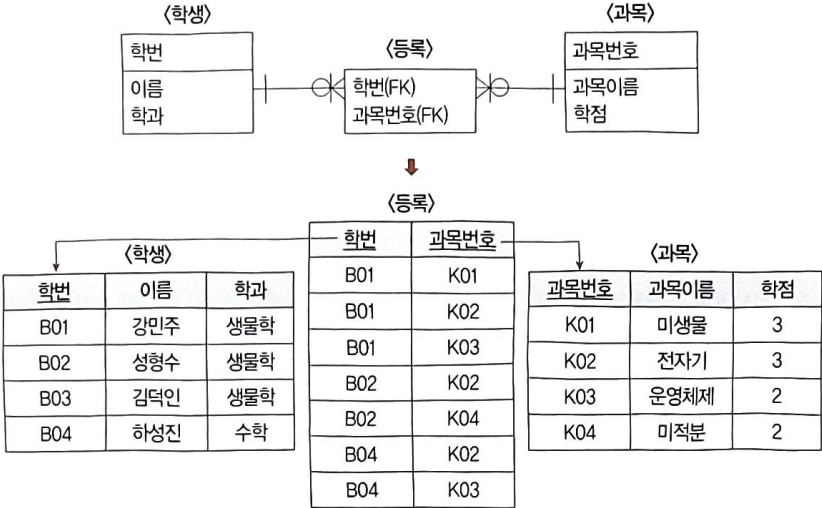 〈학생〉
학번
이름
학과
〈등록〉
학번(FK)
과목번호(FK)
〈과목〉
과목번호
과목이름
학점
〈등록〉
학번 과목번호
B01 K01
B01 K02
B01 K03
B02 K02
B02 K04
B04 K02
B04 K03
〈학생〉
학번 이름 학과
B01 강민주 생물학
B02 성형수 생물학
B03 김덕인 생물학
B04 하성진 수학
〈과목〉
과목번호 과목이름 학점
K01 미생물 3
K02 전자기 3
K03 운영체제 2
K04 미적분 2